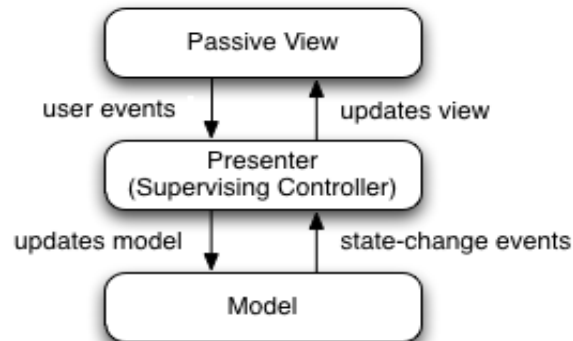 Passive View
user events
updates view
Presenter
(Supervising Controller)
updates model
state-change events
Model